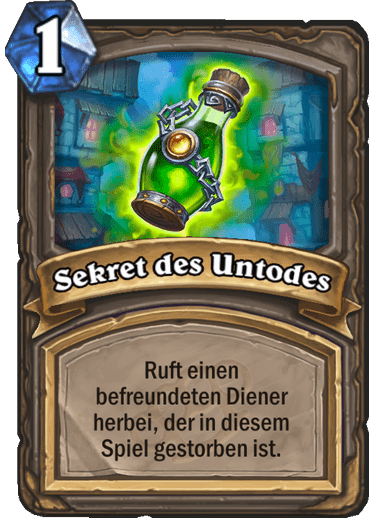 1
Sekret des Untodes
Ruft einen
befreundeten Diener
herbei, der in diesem
Spiel gestorben ist.